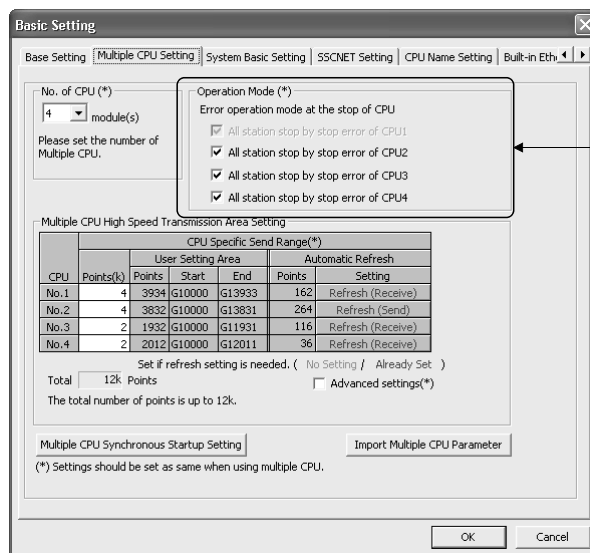 Basic Setting
Base Setting Multiple CPU Setting System Basic Setting SSCNET Setting CPU Name Setting Built-in Eth
No. of CPU (*)
4 module(s)
Please set the number of
Multiple CPU.
Operation Mode (*)
Error operation mode at the stop of CPU
All station stop by stop error of CPU1
All station stop by stop error of CPU2
All station stop by stop error of CPU3
All station stop by stop error of CPU4
Multiple CPU High Speed Transmission Area Setting
CPU Specific Send Range(*)
User Setting Area Automatic Refresh
CPU Points(k) Points Start End Points Setting
No.1 4 3934 G10000 G13933 162 Refresh (Receive)
No.2 4 3832 G10000 G13831 264 Refresh (Send)
No.3 2 1932 G10000 G11931 116 Refresh (Receive)
No.4 2 2012 G10000 G12011 36 Refresh (Receive)
Set if refresh setting is needed. ( No Setting / Already Set )
Total 12k Points
Advanced settings(*)
The total number of points is up to 12k.
Multiple CPU Synchronous Startup Setting Import Multiple CPU Parameter
(*) Settings should be set as same when using multiple CPU.
OK Cancel